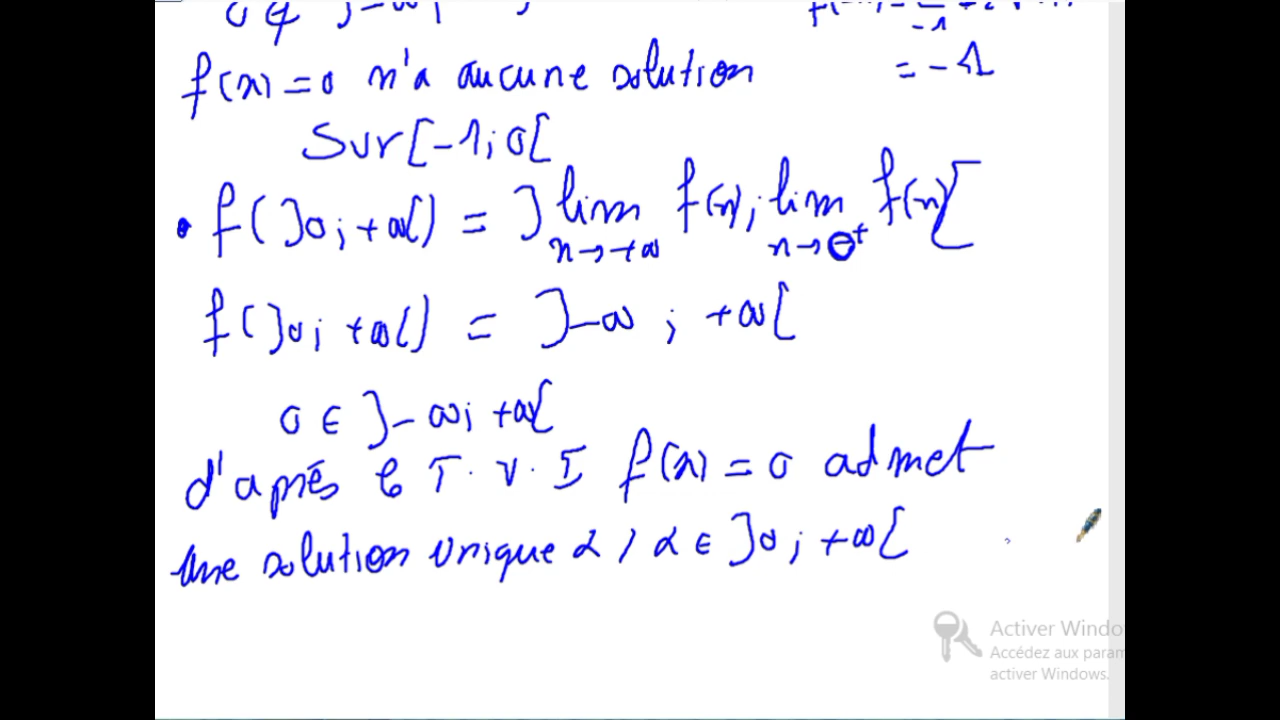 f(x) = 0 n'a aucune solution
= -1
Sur [-1; 0[
• f(]0; +∞[) = ] lim f(x); lim f(x) [
x→+∞ x→0⁺
f(]0; +∞[) = ]-∞ ; +∞[
0 ∈ ]-∞; +∞[
d'après le T.V.I f(x) = 0 admet
une solution unique α / α ∈ ]0; +∞[
Activer Windo
Accédez aux param
activer Windows.